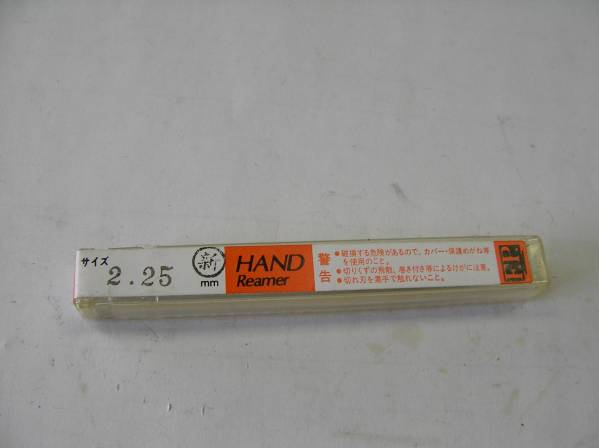 サイズ
2.25
新
mm
HAND
Reamer
警告
●破損する危険があるので、カバー・保護めがね等
を使用のこと。
●切りくずの飛散、巻き付き等によるけがに注意。
●切れ刃を素手で触れないこと。